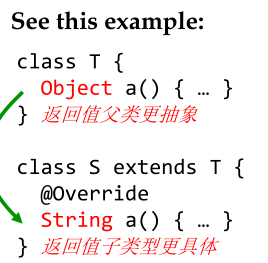 See this example:
class T {
Object a() { … }
} 返回值父类更抽象
class S extends T {
@Override
String a() { … }
} 返回值子类型更具体